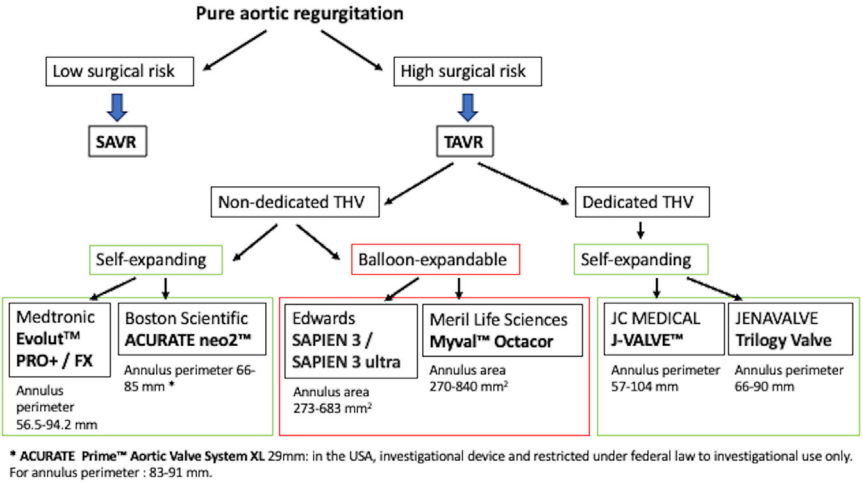 Pure aortic regurgitation
Low surgical risk
High surgical risk
SAVR
TAVR
Non-dedicated THV
Dedicated THV
Self-expanding
Balloon-expandable
Self-expanding
Medtronic
Evolut™
PRO+ / FX
Annulus
perimeter
56.5-94.2 mm
Boston Scientific
ACURATE neo2™
Annulus perimeter 66-
85 mm *
Edwards
SAPIEN 3 /
SAPIEN 3 ultra
Annulus area
273-683 mm²
Meril Life Sciences
Myval™ Octacor
Annulus area
270-840 mm²
JC MEDICAL
J-VALVE™
Annulus perimeter
57-104 mm
JENAVALVE
Trilogy Valve
Annulus perimeter
66-90 mm
* ACURATE Prime™ Aortic Valve System XL 29mm: in the USA, investigational device and restricted under federal law to investigational use only.
For annulus perimeter : 83-91 mm.